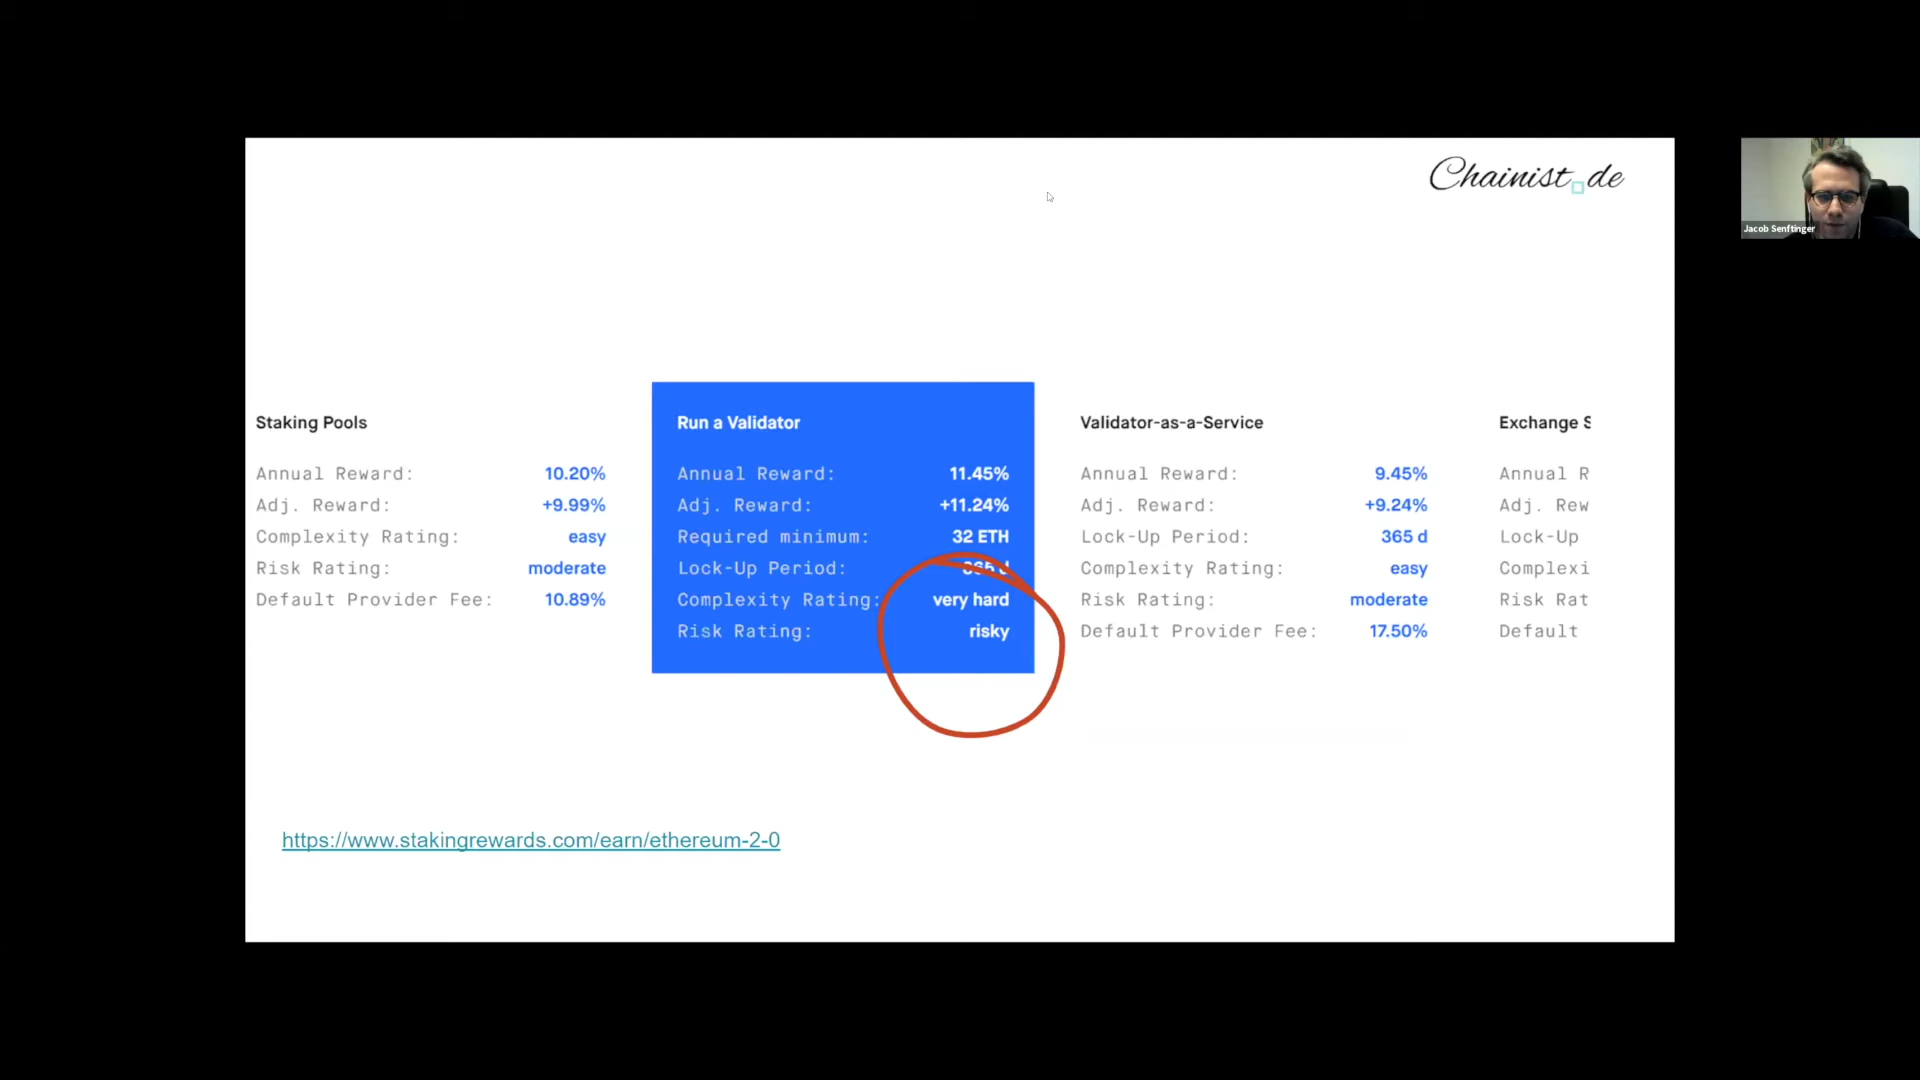 Chainist.de
Jacob Senftinger
Staking Pools
Annual Reward: 10.20%
Adj. Reward: +9.99%
Complexity Rating: easy
Risk Rating: moderate
Default Provider Fee: 10.89%
Run a Validator
Annual Reward: 11.45%
Adj. Reward: +11.24%
Required minimum: 32 ETH
Lock-Up Period: 365 d
Complexity Rating: very hard
Risk Rating: risky
Validator-as-a-Service
Annual Reward: 9.45%
Adj. Reward: +9.24%
Lock-Up Period: 365 d
Complexity Rating: easy
Risk Rating: moderate
Default Provider Fee: 17.50%
Exchange S
Annual R
Adj. Rew
Lock-Up
Complexi
Risk Rat
Default
https://www.stakingrewards.com/earn/ethereum-2-0